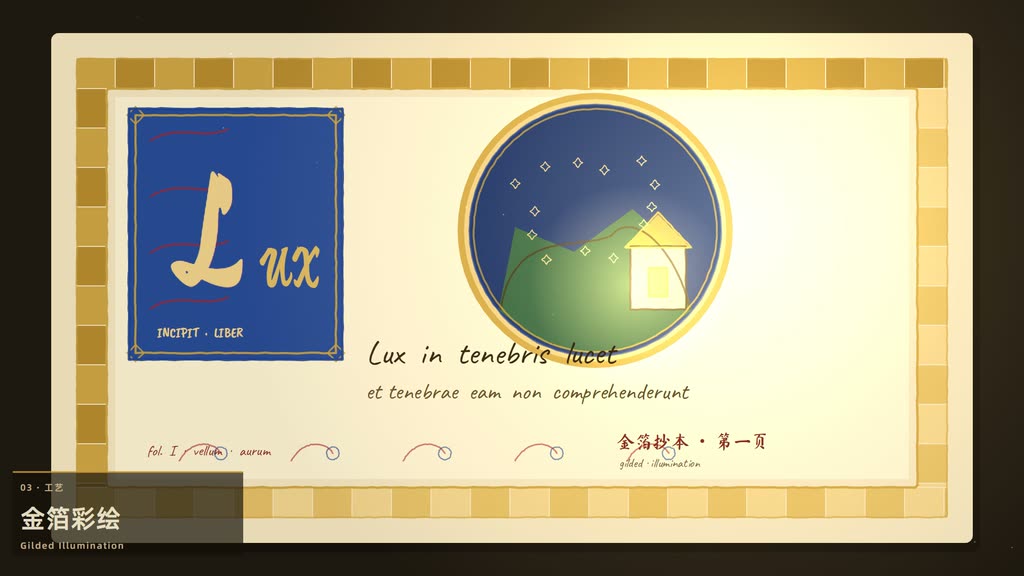 Lux
INCIPIT · LIBER
Lux in tenebris lucet
et tenebrae eam non comprehenderunt
fol. I r vellum · aurum
金箔抄本 · 第一页
gilded · illumination
03 · 工艺
金箔彩绘
Gilded Illumination